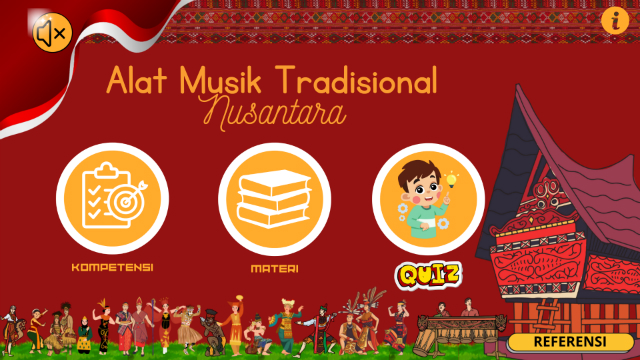 i
Alat Musik Tradisional
Nusantara
KOMPETENSI
MATERI
QUIZ
REFERENSI